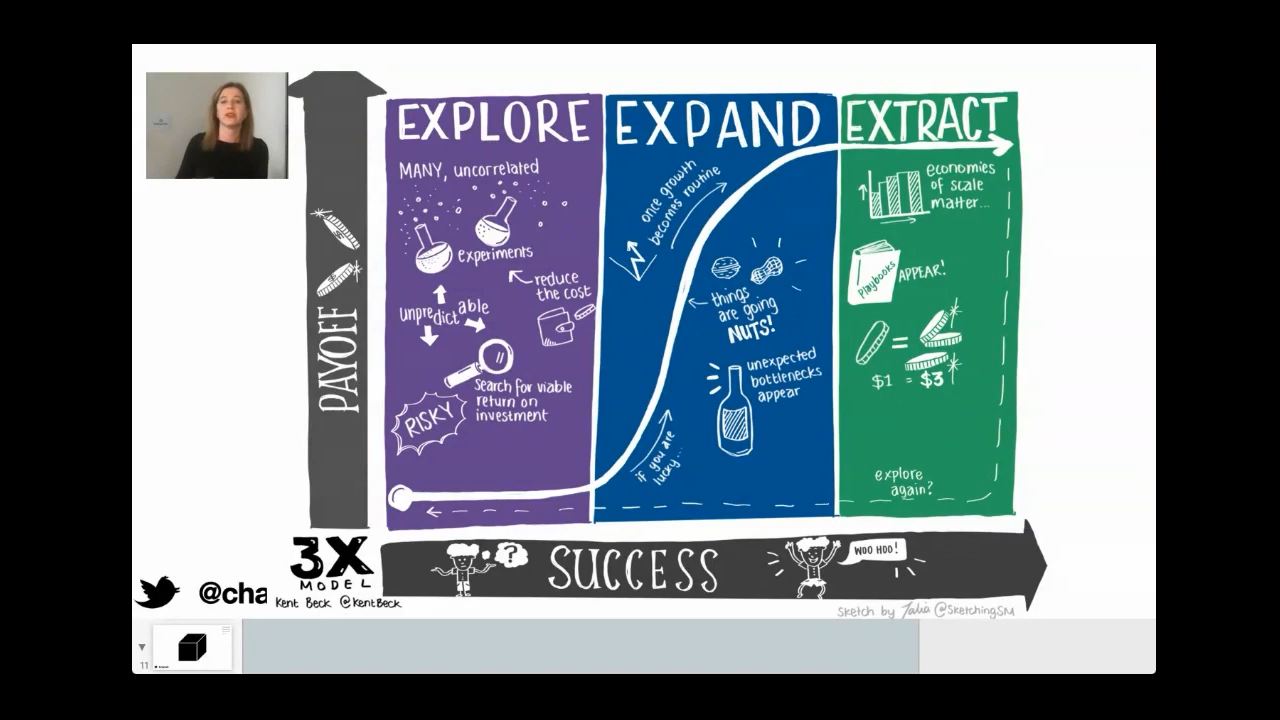 EXPLORE
MANY, uncorrelated
experiments
reduce
the cost
unpredictable
search for viable
return on
investment
RISKY
EXPAND
once growth
becomes routine
things
are going
NUTS!
unexpected
bottlenecks
appear
if you are
lucky...
EXTRACT
economies
of scale
matter...
Playbooks
APPEAR!
=
$1 = $3
explore
again?
PAYOFF
3X
MODEL
Kent Beck @KentBeck
?
SUCCESS
WOO HOO!
@cha
sketch by Talia @SketchingSM
11